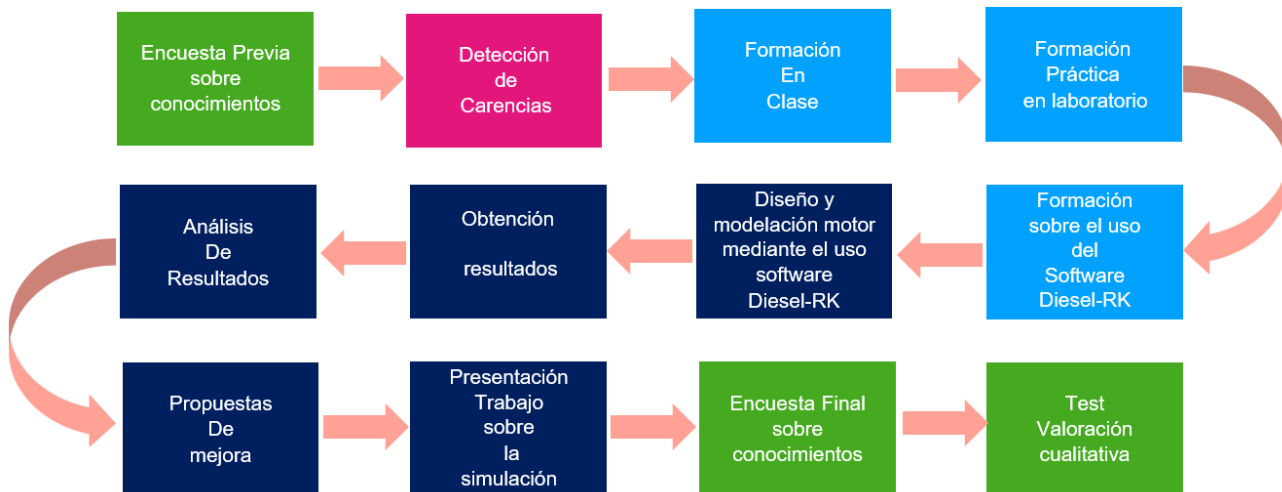 Encuesta Previa
sobre
conocimientos
Detección
de
Carencias
Formación
En
Clase
Formación
Práctica
en laboratorio
Formación
sobre el uso
del
Software
Diesel-RK
Diseño y
modelación motor
mediante el uso
software
Diesel-RK
Obtención
resultados
Análisis
De
Resultados
Propuestas
De
mejora
Presentación
Trabajo
sobre
la
simulación
Encuesta Final
sobre
conocimientos
Test
Valoración
cualitativa